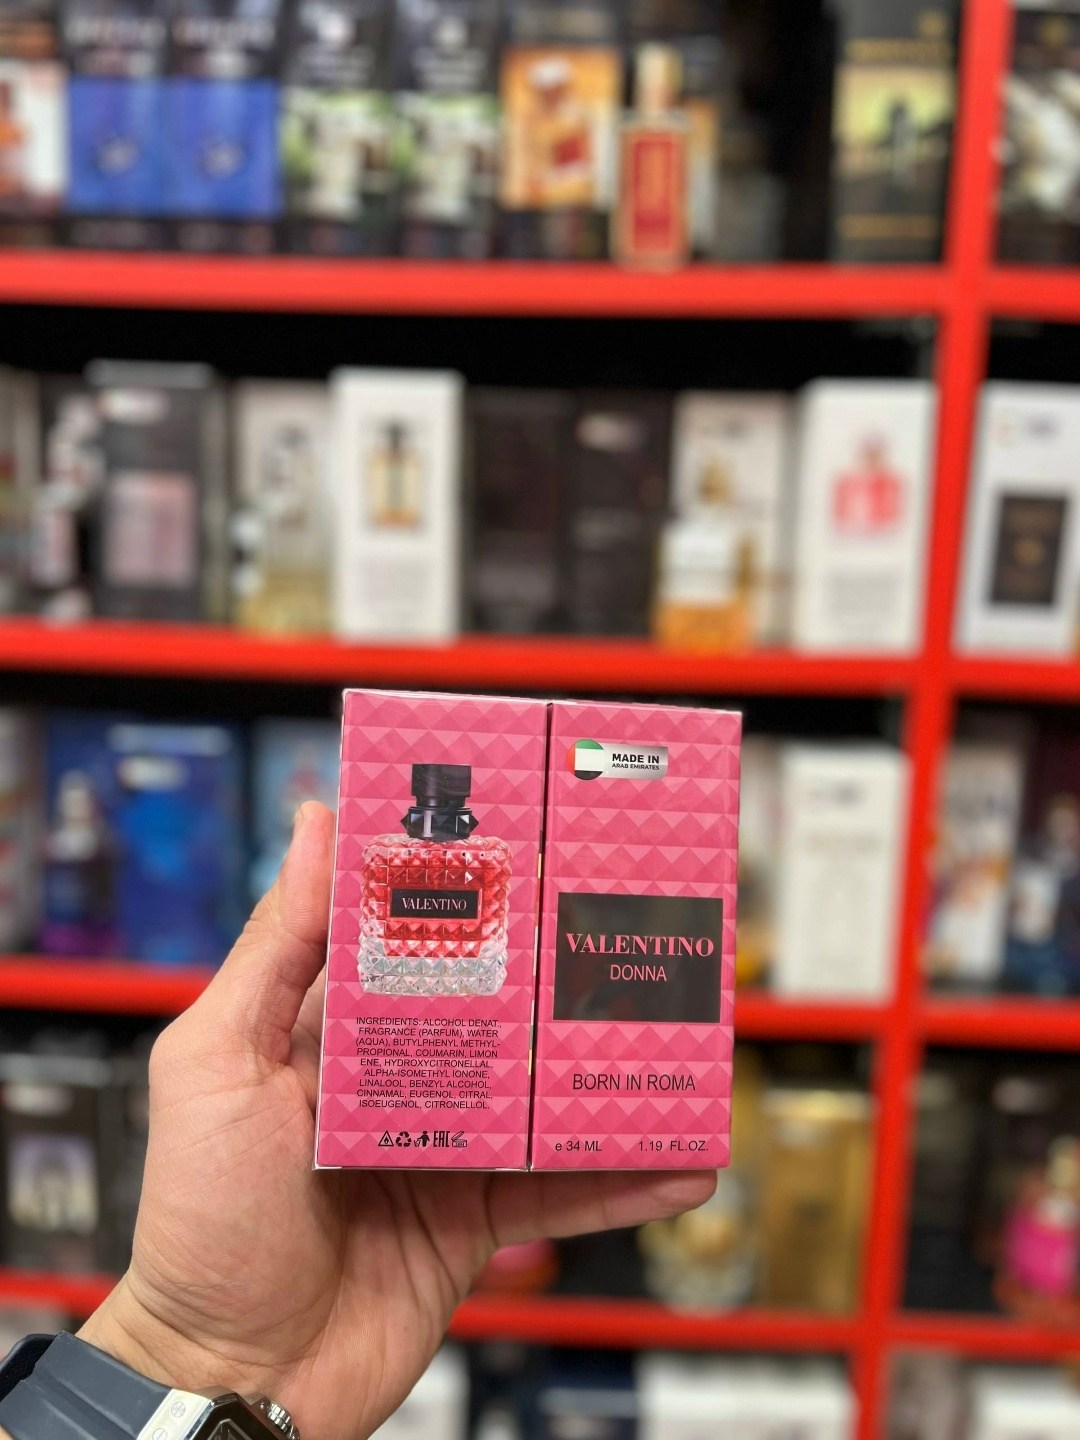 VALENTINO
INGREDIENTS: ALCOHOL DENAT.,
FRAGRANCE (PARFUM), WATER
(AQUA), BUTYLPHENYL METHYL-
PROPIONAL, COUMARIN, LIMON
ENE, HYDROXYCITRONELLAL,
ALPHA-ISOMETHYL IONONE,
LINALOOL, BENZYL ALCOHOL,
CINNAMAL, EUGENOL, CITRAL,
ISOEUGENOL, CITRONELLOL.
EAC
MADE IN
ARAB EMIRATES
VALENTINO
DONNA
BORN IN ROMA
e 34 ML 1.19 FL.OZ.